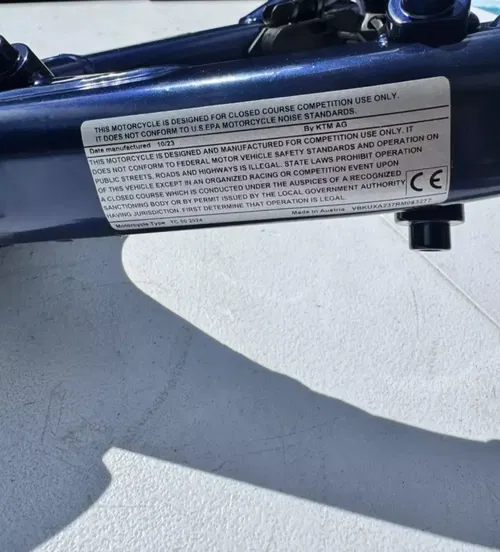 THIS MOTORCYCLE IS DESIGNED FOR CLOSED COURSE COMPETITION USE ONLY.
IT DOES NOT CONFORM TO U.S EPA MOTORCYCLE NOISE STANDARDS.
Date manufactured 10/23 By KTM AG
THIS MOTORCYCLE IS DESIGNED AND MANUFACTURED FOR COMPETITION USE ONLY. IT
DOES NOT CONFORM TO FEDERAL MOTOR VEHICLE SAFETY STANDARDS AND OPERATION ON
PUBLIC STREETS, ROADS AND HIGHWAYS IS ILLEGAL. STATE LAWS PROHIBIT OPERATION
OF THIS VEHICLE EXCEPT IN AN ORGANIZED RACING OR COMPETITION EVENT UPON
A CLOSED COURSE WHICH IS CONDUCTED UNDER THE AUSPICES OF A RECOGNIZED
SANCTIONING BODY OR BY PERMIT ISSUED BY THE LOCAL GOVERNMENT AUTHORITY
HAVING JURISDICTION. FIRST DETERMINE THAT OPERATION IS LEGAL.
CE
Motorcycle Type TC 50 2024 Made in Austria